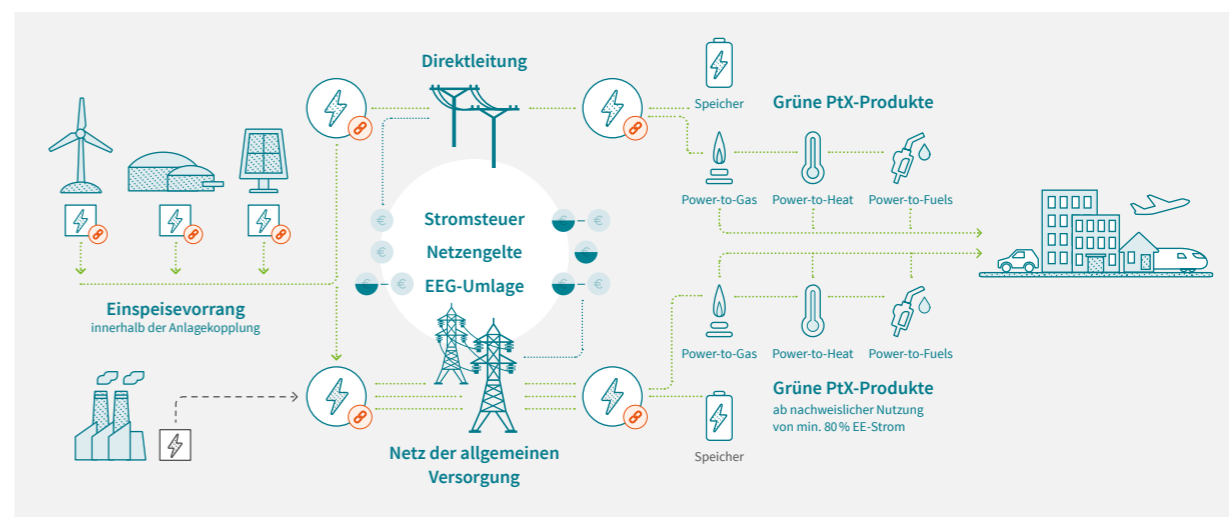 Direktleitung
Speicher
Grüne PtX-Produkte
Power-to-Gas
Power-to-Heat
Power-to-Fuels
€ Stromsteuer € – €
€ Netzengelte €
€ – € EEG-Umlage € – €
Einspeisevorrang
innerhalb der Anlagekopplung
Power-to-Gas
Power-to-Heat
Power-to-Fuels
Grüne PtX-Produkte
ab nachweislicher Nutzung
von min. 80 % EE-Strom
Speicher
Netz der allgemeinen
Versorgung